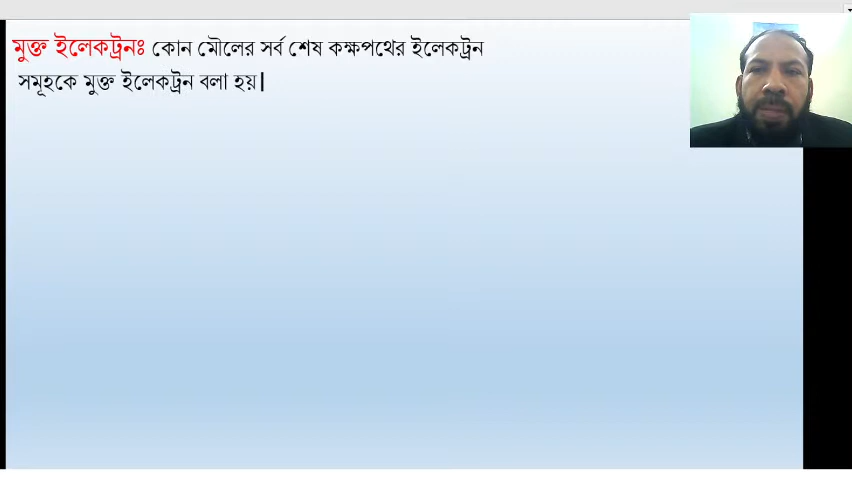 মুক্ত ইলেকট্রনঃ কোন মৌলের সর্ব শেষ কক্ষপথের ইলেকট্রন
সমূহকে মুক্ত ইলেকট্রন বলা হয়।